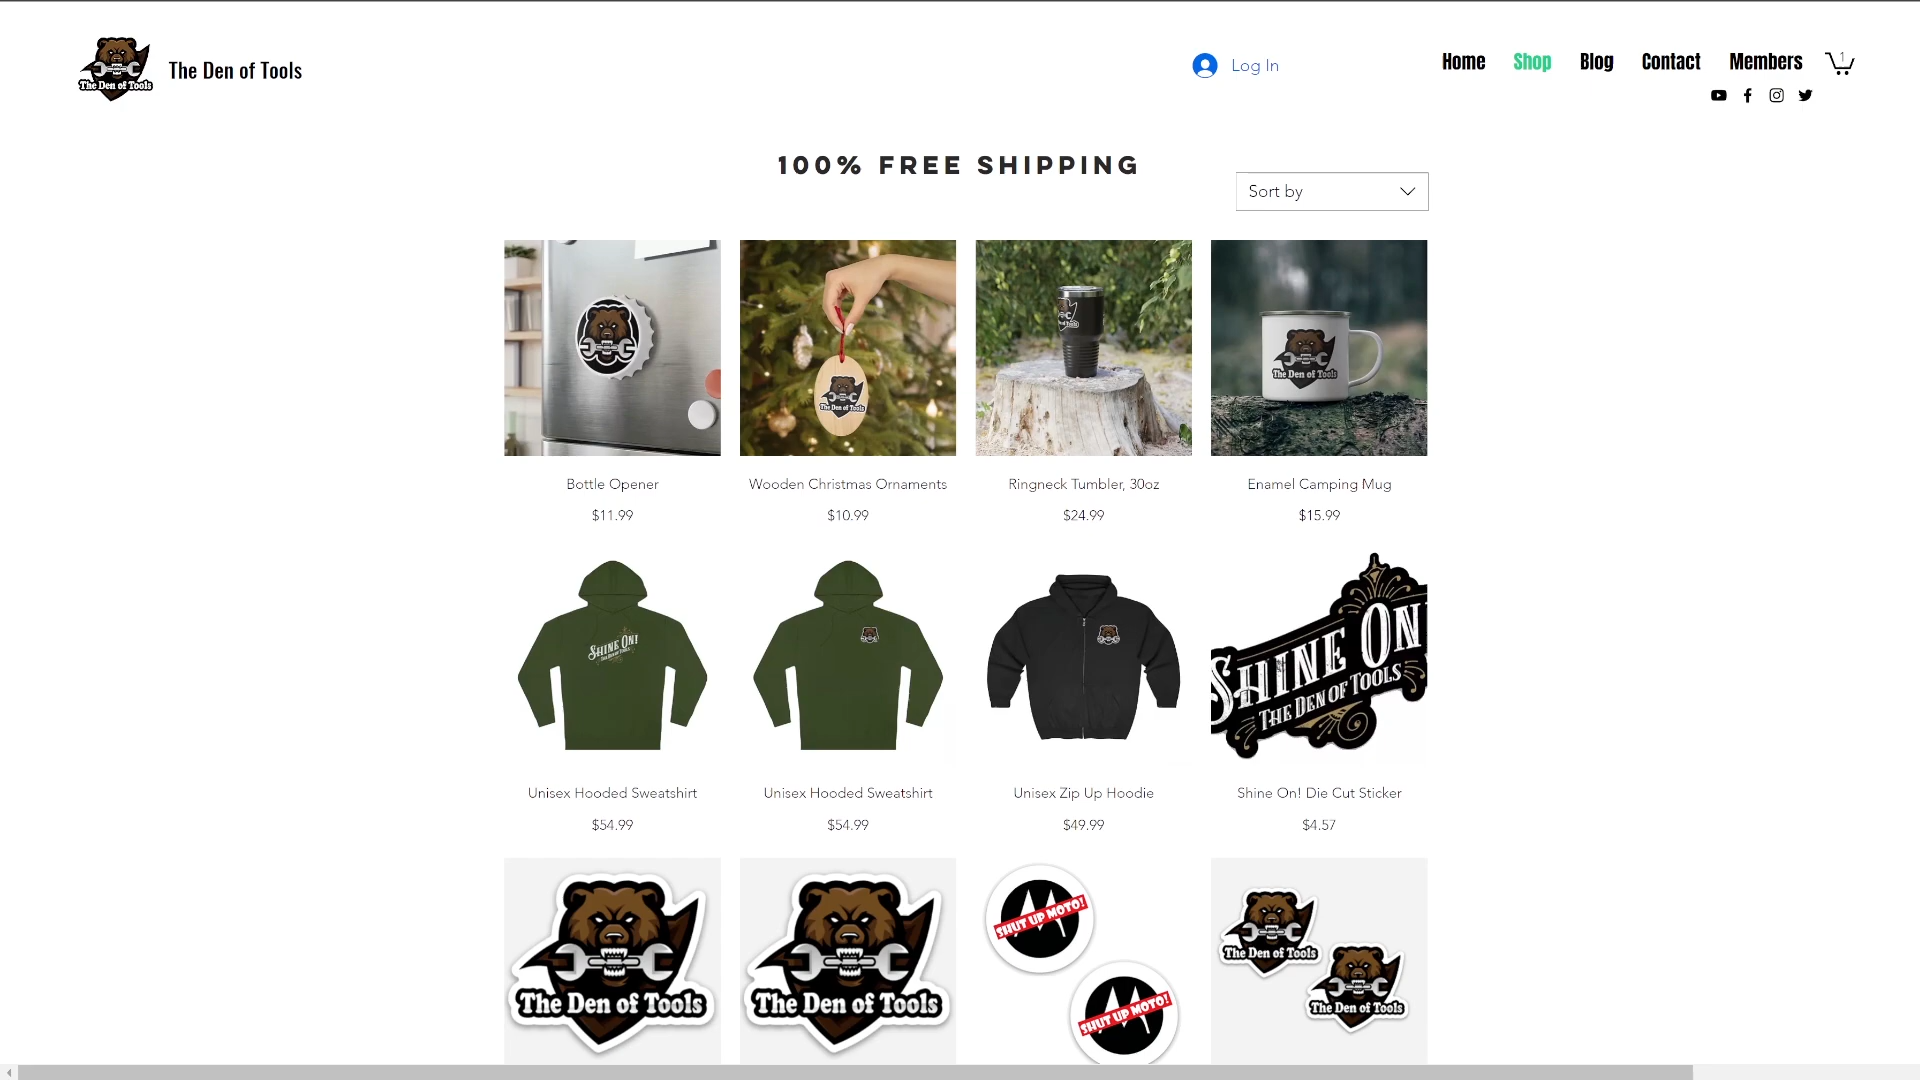 The Den of Tools
The Den of Tools
Log In
Home
Shop
Blog
Contact
Members
1
100% FREE SHIPPING
Sort by
The Den of Tools
The Den of Tools
Bottle Opener
Wooden Christmas Ornaments
Ringneck Tumbler, 30oz
Enamel Camping Mug
$11.99
$10.99
$24.99
$15.99
SHINE ON!
THE DEN OF TOOLS
SHINE ON
THE DEN OF TOOLS
Unisex Hooded Sweatshirt
Unisex Hooded Sweatshirt
Unisex Zip Up Hoodie
Shine On! Die Cut Sticker
$54.99
$54.99
$49.99
$4.57
The Den of Tools
The Den of Tools
SHUT UP MOTO!
SHUT UP MOTO!
The Den of Tools
The Den of Tools